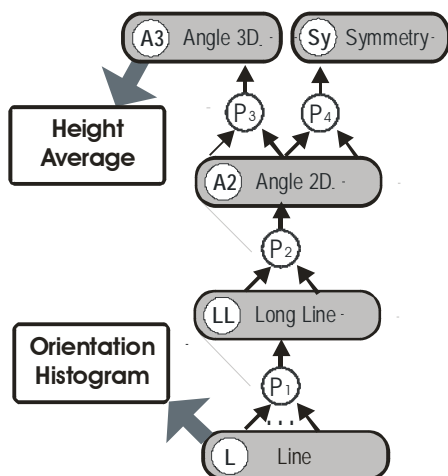 A3 Angle 3D.
Sy Symmetry
P3
P4
Height
Average
A2 Angle 2D.
P2
LL Long Line
Orientation
Histogram
P1
...
L Line